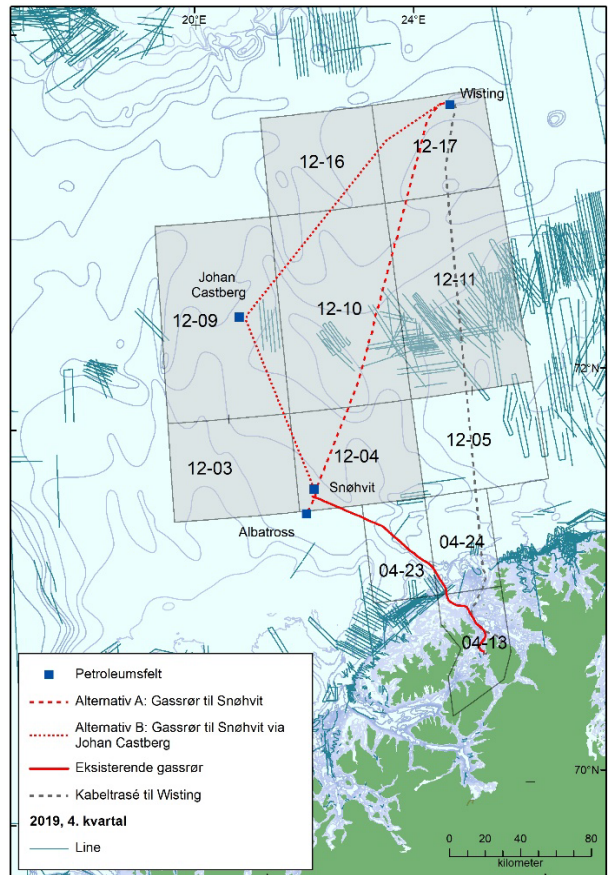 20°E
24°E
Wisting
12-16
12-17
Johan
Castberg
12-09
12-10
12-11
72°N
12-03
12-04
12-05
Snøhvit
Albatross
04-24
04-23
04-13
Petroleumsfelt
Alternativ A: Gassrør til Snøhvit
Alternativ B: Gassrør til Snøhvit via
Johan Castberg
Eksisterende gassrør
Kabeltrasé til Wisting
2019, 4. kvartal
Line
70°N
0 20 40 80
kilometer